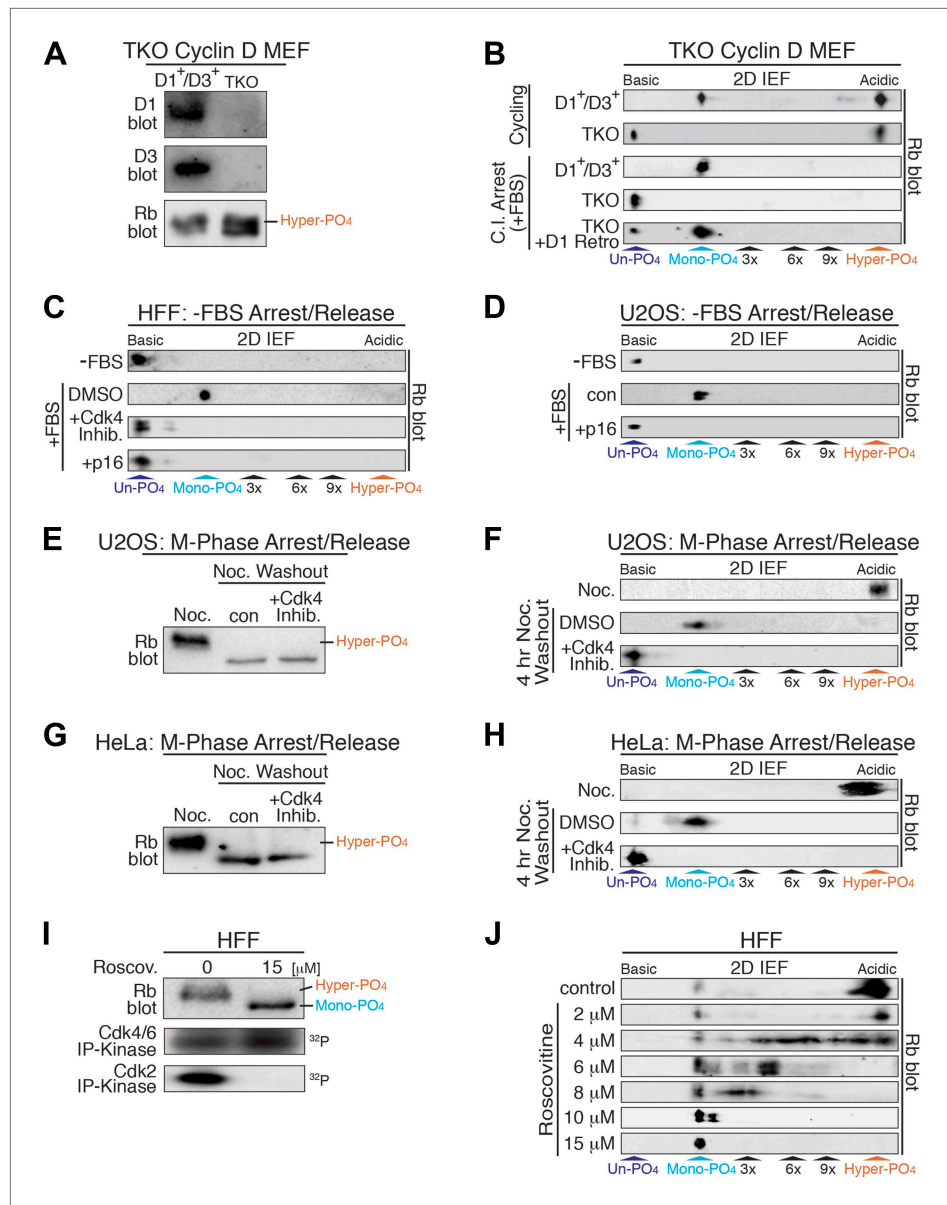 A
TKO Cyclin D MEF
D1+/D3+ TKO
D1 blot
D3 blot
Rb blot
Hyper-PO4
B
TKO Cyclin D MEF
Basic 2D IEF Acidic
Cycling
D1+/D3+
TKO
C.I. Arrest (+FBS)
D1+/D3+
TKO
TKO +D1 Retro
Rb blot
Un-PO4 Mono-PO4 3x 6x 9x Hyper-PO4
C
HFF: -FBS Arrest/Release
Basic 2D IEF Acidic
-FBS
+FBS
DMSO
+Cdk4 Inhib.
+p16
Rb blot
Un-PO4 Mono-PO4 3x 6x 9x Hyper-PO4
D
U2OS: -FBS Arrest/Release
Basic 2D IEF Acidic
-FBS
+FBS
con
+p16
Rb blot
Un-PO4 Mono-PO4 3x 6x 9x Hyper-PO4
E
U2OS: M-Phase Arrest/Release
Noc. Washout
Noc. con +Cdk4 Inhib.
Rb blot
Hyper-PO4
F
U2OS: M-Phase Arrest/Release
Basic 2D IEF Acidic
Noc.
4 hr Noc. Washout
DMSO
+Cdk4 Inhib.
Rb blot
Un-PO4 Mono-PO4 3x 6x 9x Hyper-PO4
G
HeLa: M-Phase Arrest/Release
Noc. Washout
Noc. con +Cdk4 Inhib.
Rb blot
Hyper-PO4
H
HeLa: M-Phase Arrest/Release
Basic 2D IEF Acidic
Noc.
4 hr Noc. Washout
DMSO
+Cdk4 Inhib.
Rb blot
Un-PO4 Mono-PO4 3x 6x 9x Hyper-PO4
I
HFF
Roscov. 0 15 [µM]
Rb blot
Hyper-PO4
Mono-PO4
Cdk4/6 IP-Kinase
32P
Cdk2 IP-Kinase
32P
J
HFF
Basic 2D IEF Acidic
control
Roscovitine
2 µM
4 µM
6 µM
8 µM
10 µM
15 µM
Rb blot
Un-PO4 Mono-PO4 3x 6x 9x Hyper-PO4